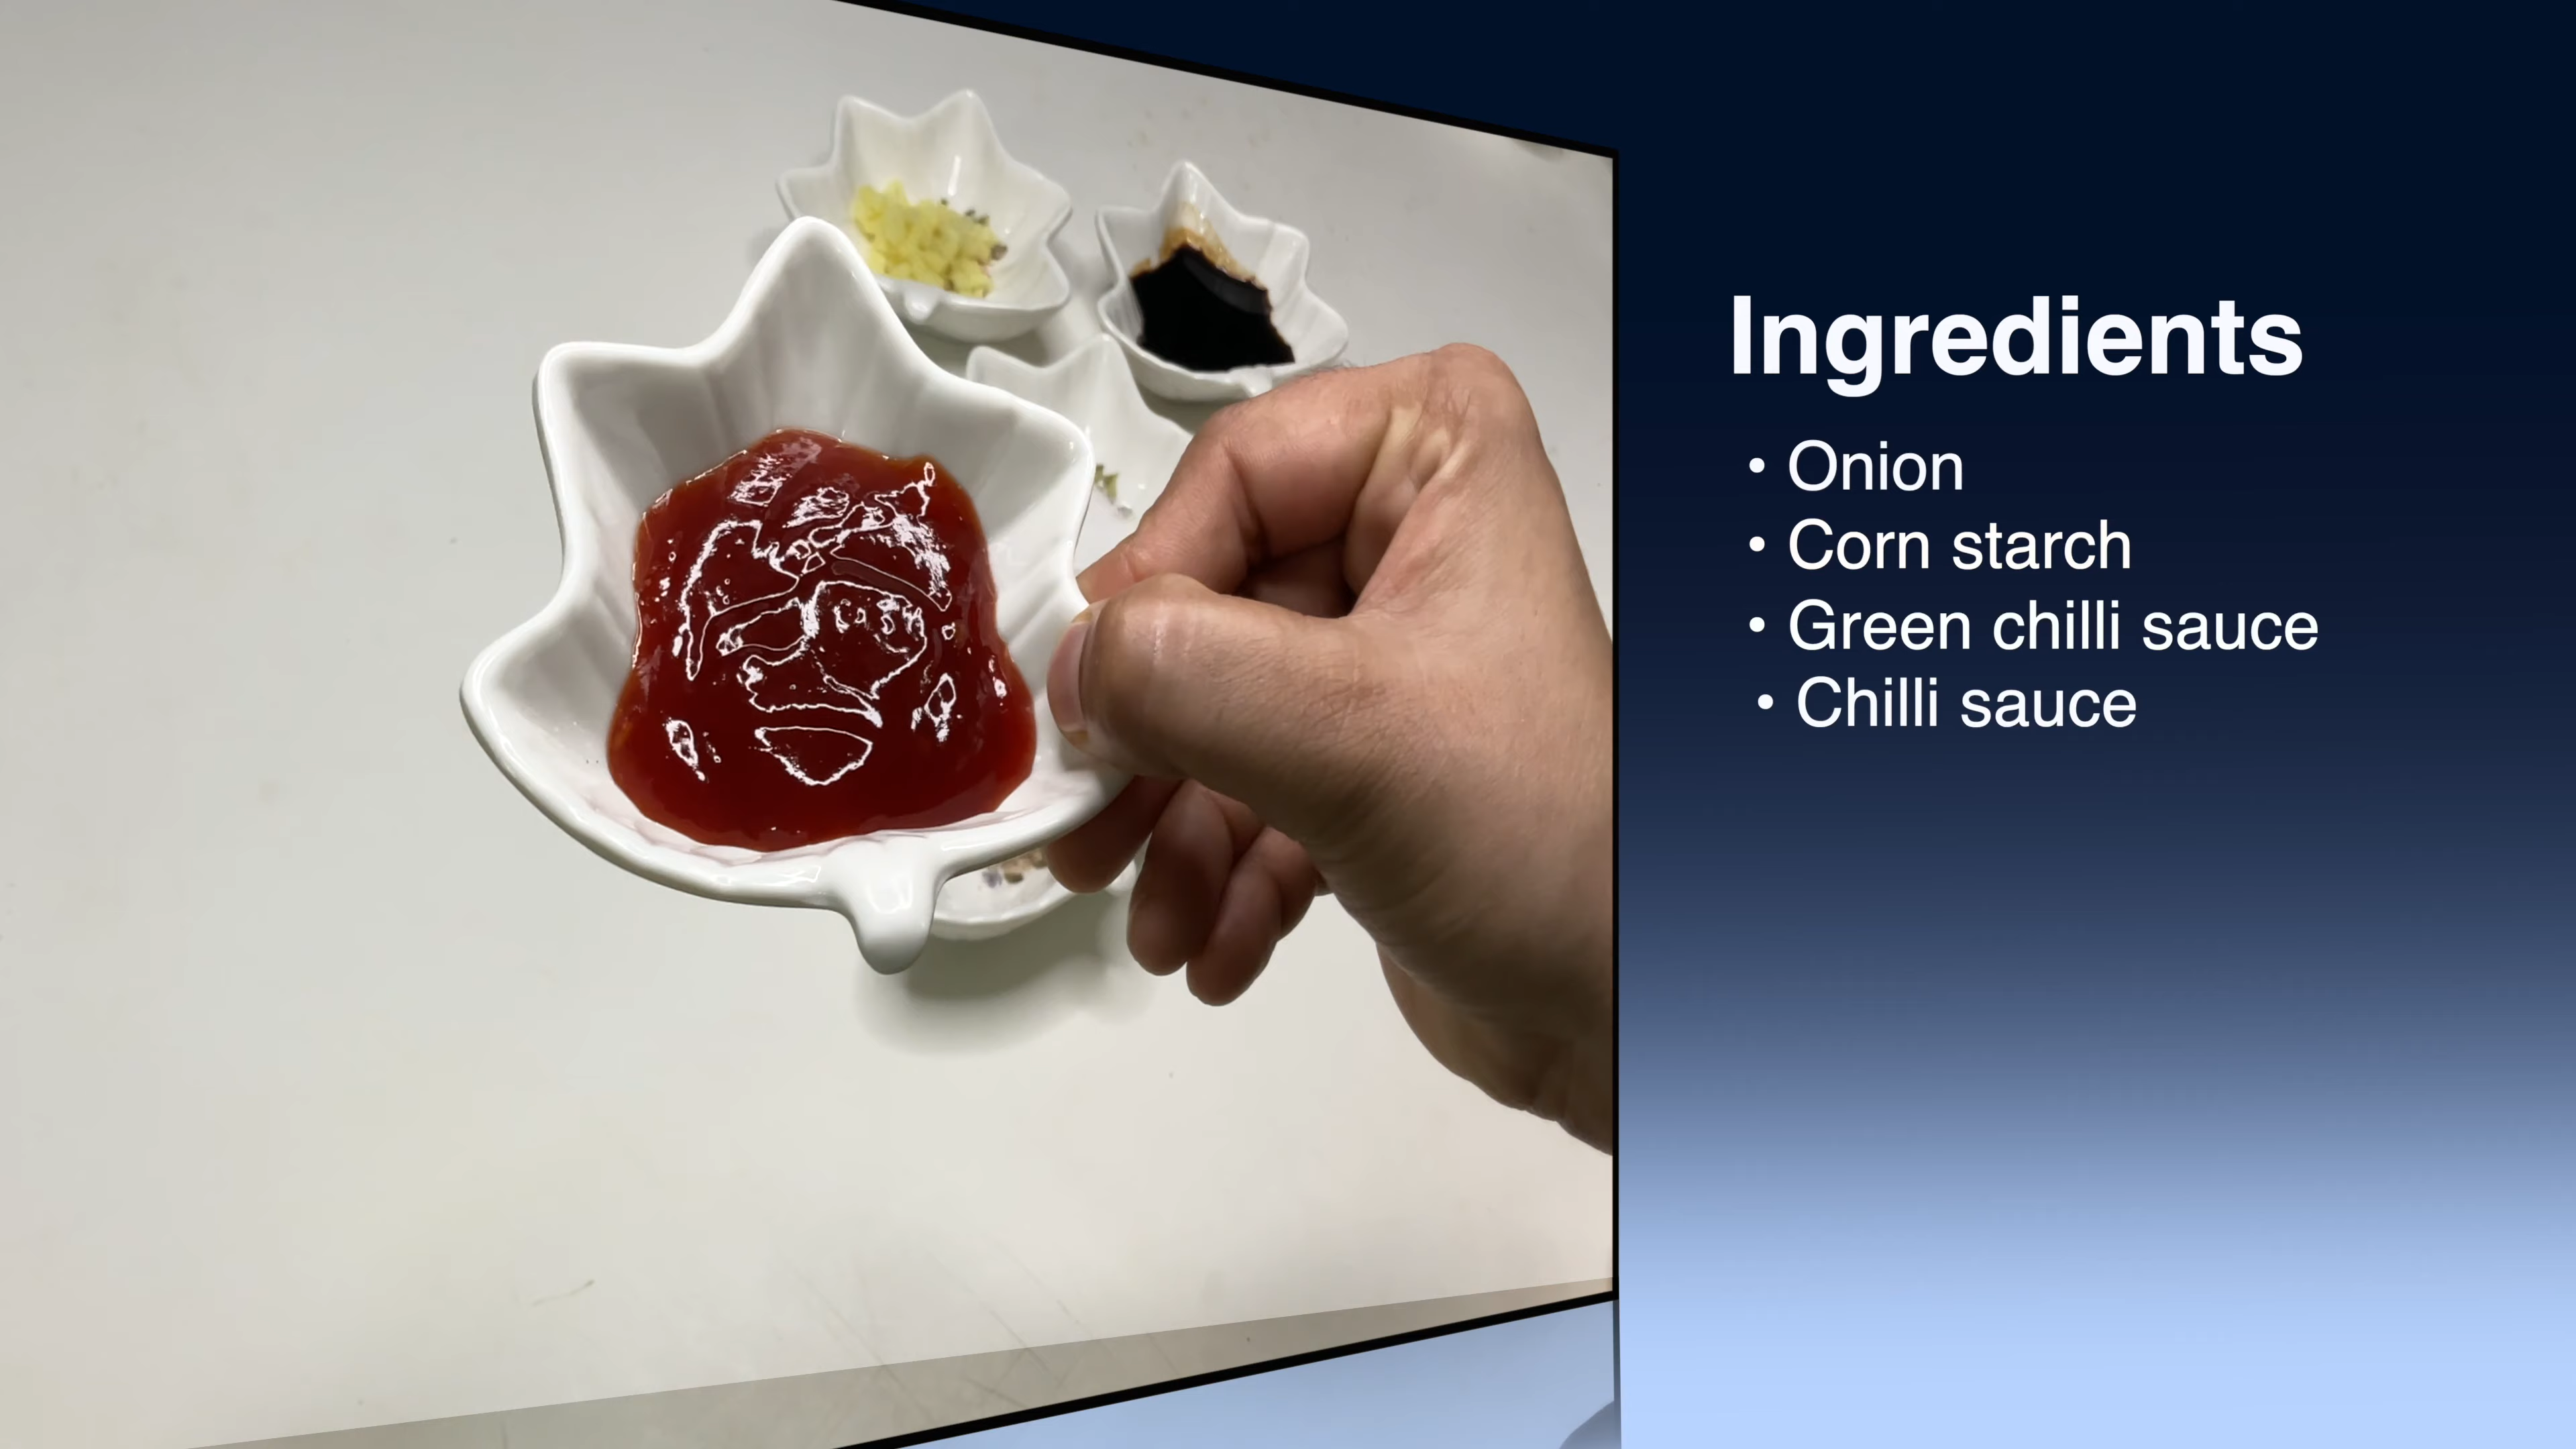 Ingredients
• Onion
• Corn starch
• Green chilli sauce
• Chilli sauce